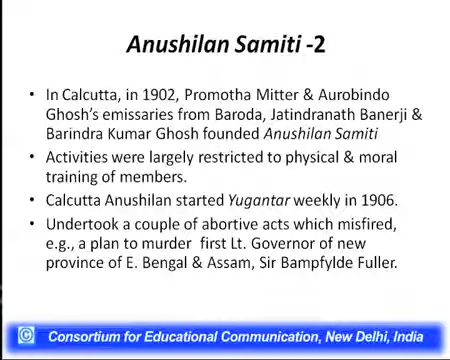 Anushilan Samiti -2
• In Calcutta, in 1902, Promotha Mitter & Aurobindo
Ghosh's emissaries from Baroda, Jatindranath Banerji &
Barindra Kumar Ghosh founded Anushilan Samiti
• Activities were largely restricted to physical & moral
training of members.
• Calcutta Anushilan started Yugantar weekly in 1906.
• Undertook a couple of abortive acts which misfired,
e.g., a plan to murder first Lt. Governor of new
province of E. Bengal & Assam, Sir Bampfylde Fuller.
© Consortium for Educational Communication, New Delhi, India